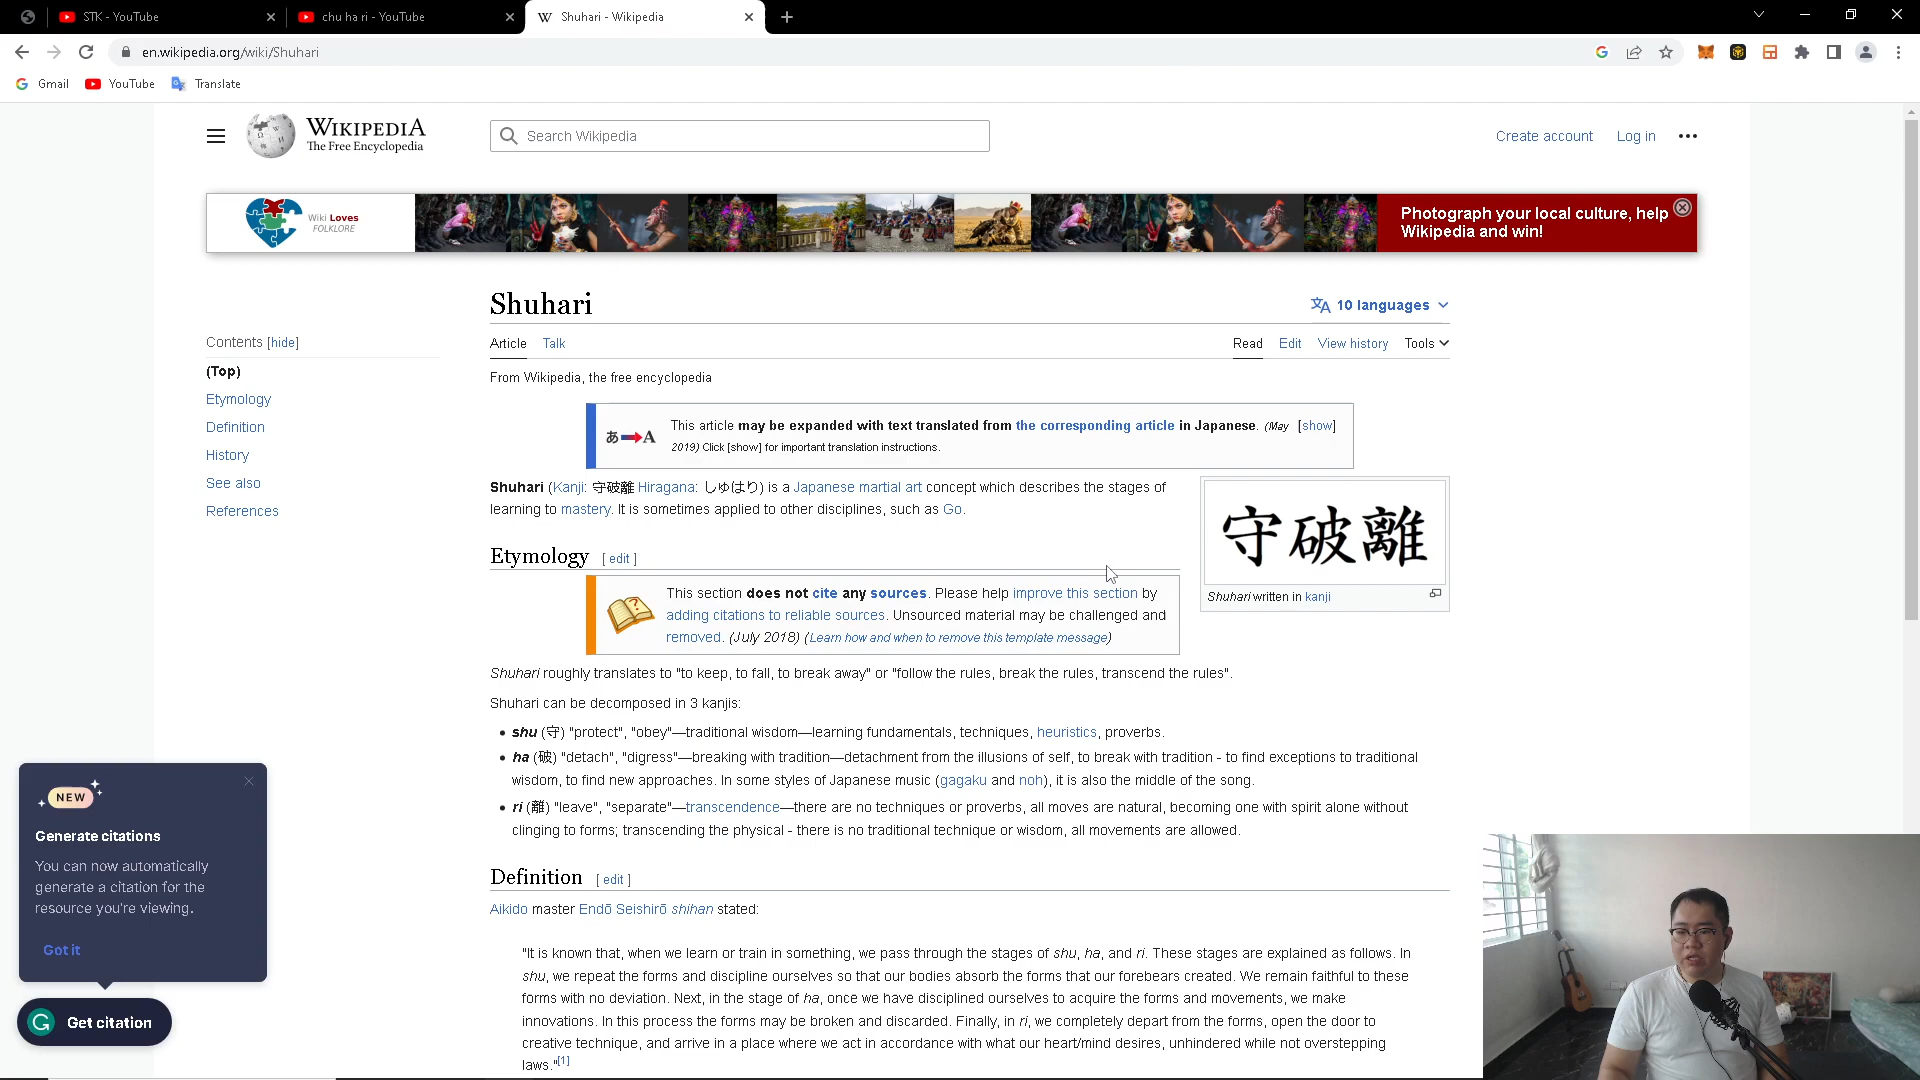 STK - YouTube
chu ha ri - YouTube
Shuhari - Wikipedia
en.wikipedia.org/wiki/Shuhari
Gmail
YouTube
Translate
WIKIPEDIA
The Free Encyclopedia
Search Wikipedia
Create account
Log in
Wiki Loves
FOLKLORE
Photograph your local culture, help
Wikipedia and win!
Shuhari
10 languages
Contents [hide]
(Top)
Etymology
Definition
History
See also
References
Article
Talk
Read
Edit
View history
Tools
From Wikipedia, the free encyclopedia
あ A
This article may be expanded with text translated from the corresponding article in Japanese. (May [show]
2019) Click [show] for important translation instructions.
Shuhari (Kanji: 守破離 Hiragana: しゅはり) is a Japanese martial art concept which describes the stages of
learning to mastery. It is sometimes applied to other disciplines, such as Go.
守破離
Shuhari written in kanji
Etymology [ edit ]
This section does not cite any sources. Please help improve this section by
adding citations to reliable sources. Unsourced material may be challenged and
removed. (July 2018) (Learn how and when to remove this template message)
Shuhari roughly translates to "to keep, to fall, to break away" or "follow the rules, break the rules, transcend the rules".
Shuhari can be decomposed in 3 kanjis:
• shu (守) "protect", "obey"—traditional wisdom—learning fundamentals, techniques, heuristics, proverbs.
• ha (破) "detach", "digress"—breaking with tradition—detachment from the illusions of self, to break with tradition - to find exceptions to traditional
wisdom, to find new approaches. In some styles of Japanese music (gagaku and noh), it is also the middle of the song.
• ri (離) "leave", "separate"—transcendence—there are no techniques or proverbs, all moves are natural, becoming one with spirit alone without
clinging to forms; transcending the physical - there is no traditional technique or wisdom, all movements are allowed.
Definition [ edit ]
Aikido master Endō Seishirō shihan stated:
"It is known that, when we learn or train in something, we pass through the stages of shu, ha, and ri. These stages are explained as follows. In
shu, we repeat the forms and discipline ourselves so that our bodies absorb the forms that our forebears created. We remain faithful to these
forms with no deviation. Next, in the stage of ha, once we have disciplined ourselves to acquire the forms and movements, we make
innovations. In this process the forms may be broken and discarded. Finally, in ri, we completely depart from the forms, open the door to
creative technique, and arrive in a place where we act in accordance with what our heart/mind desires, unhindered while not overstepping
laws."[1]
NEW
Generate citations
You can now automatically
generate a citation for the
resource you're viewing.
Got it
Get citation